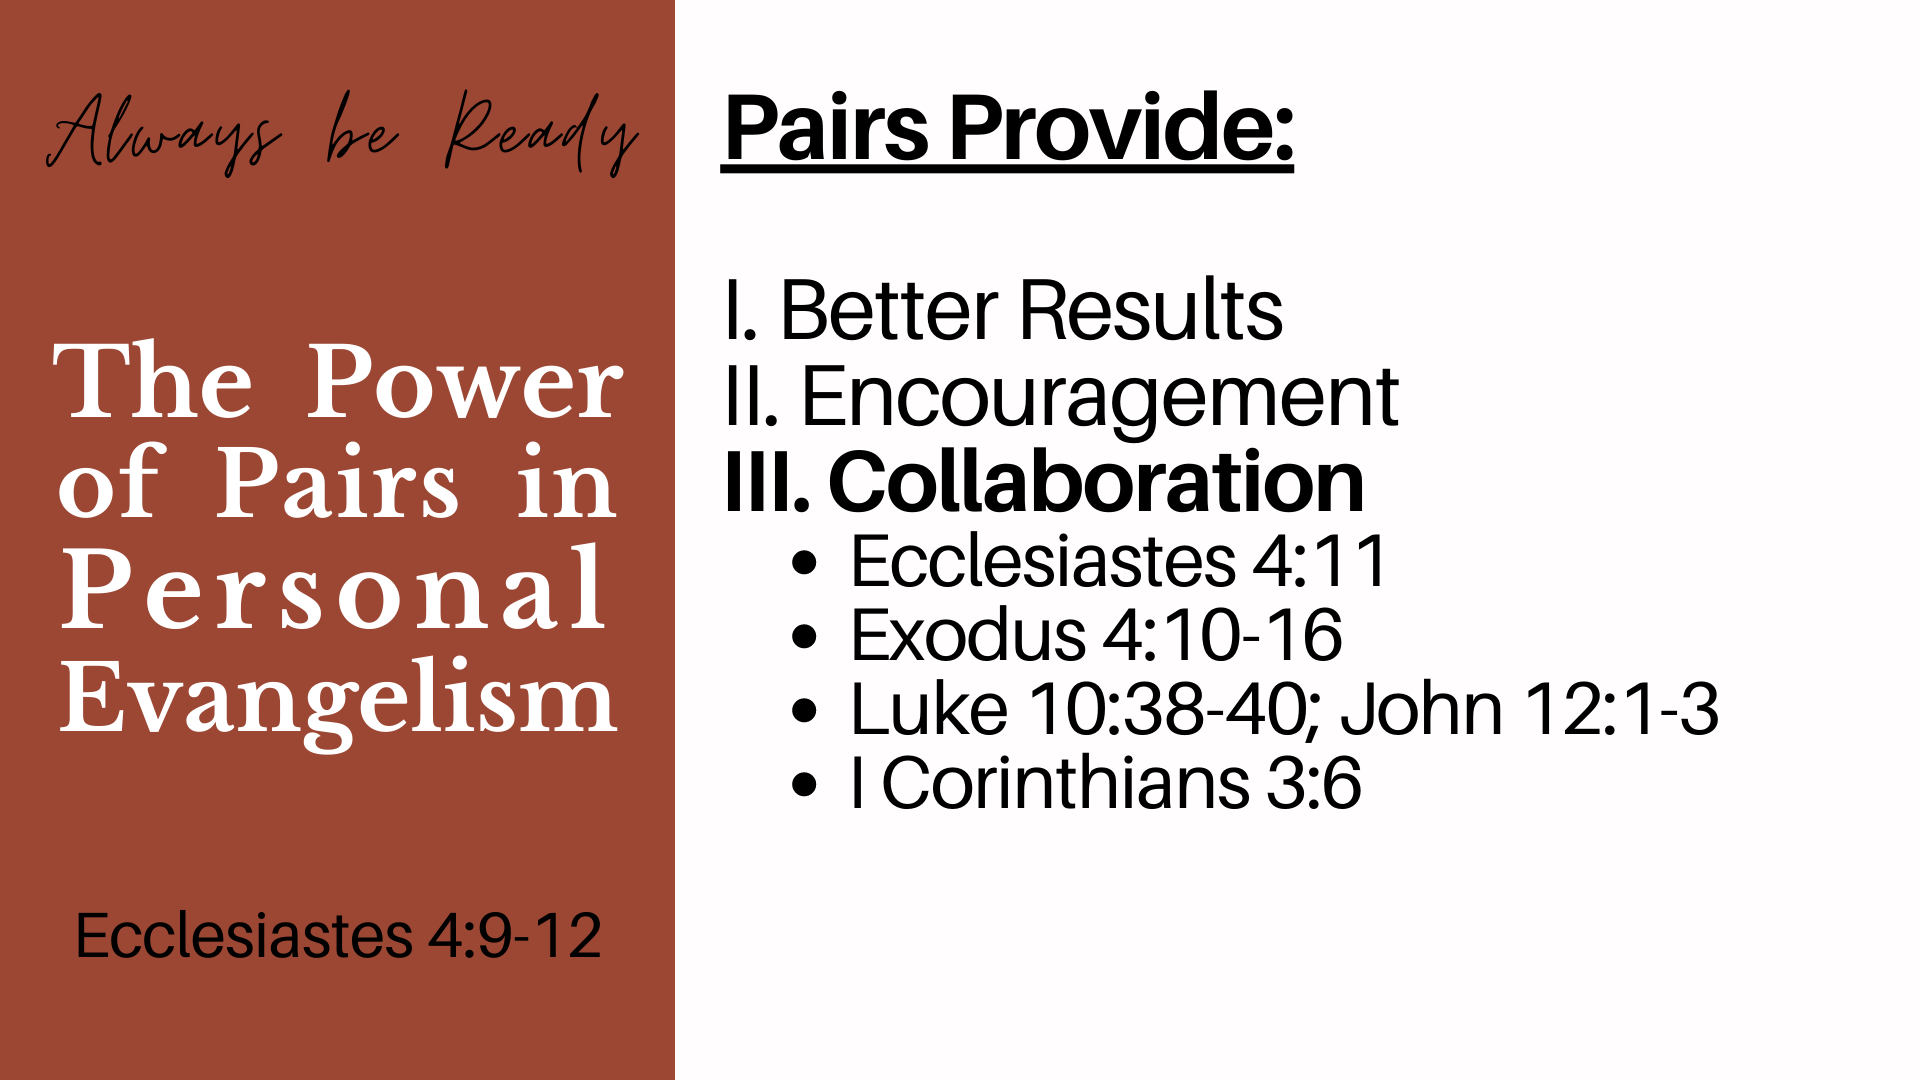 Always be Ready
The Power
of Pairs in
Personal
Evangelism
Ecclesiastes 4:9-12
Pairs Provide:
I. Better Results
II. Encouragement
III. Collaboration
• Ecclesiastes 4:11
• Exodus 4:10-16
• Luke 10:38-40; John 12:1-3
• I Corinthians 3:6